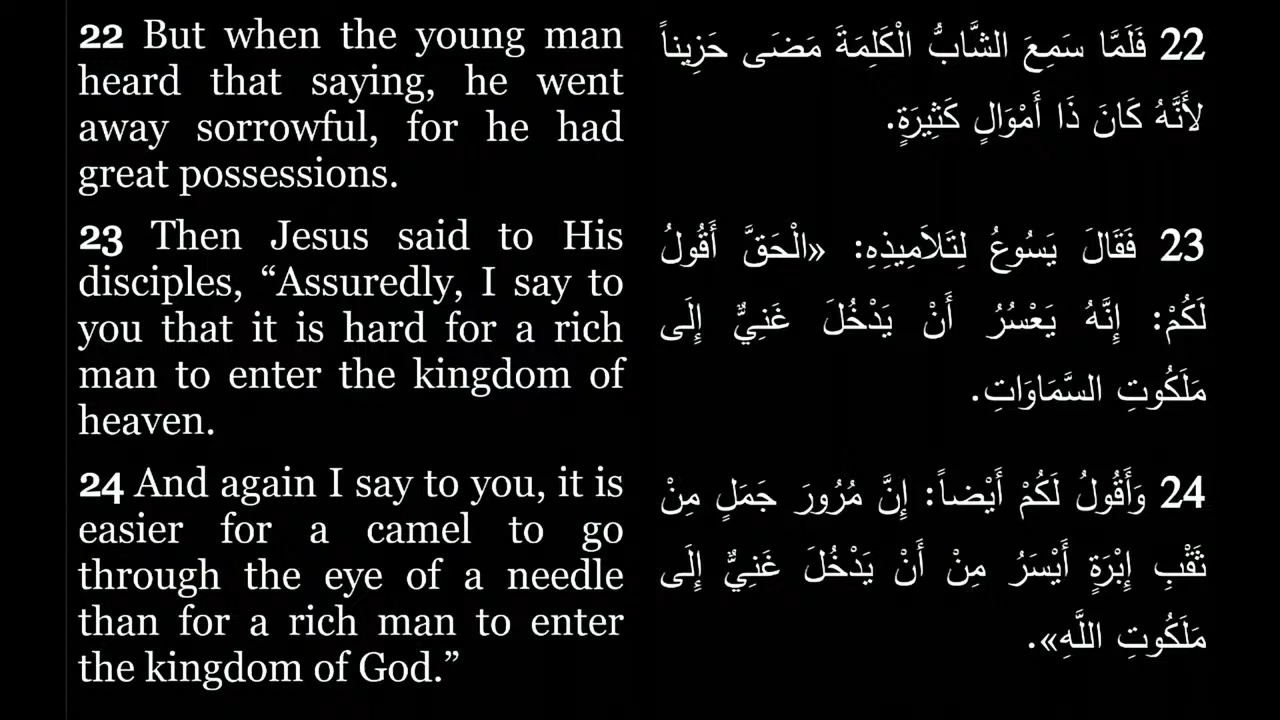 22 But when the young man
heard that saying, he went
away sorrowful, for he had
great possessions.
23 Then Jesus said to His
disciples, “Assuredly, I say to
you that it is hard for a rich
man to enter the kingdom of
heaven.
24 And again I say to you, it is
easier for a camel to go
through the eye of a needle
than for a rich man to enter
the kingdom of God.”
22 فَلَمَّا سَمِعَ الشَّابُّ الْكَلِمَةَ مَضَى حَزِيناً
لأَنَّهُ كَانَ ذَا أَمْوَالٍ كَثِيرَةٍ.
23 فَقَالَ يَسُوعُ لِتَلاَمِيذِهِ: «الْحَقَّ أَقُولُ
لَكُمْ: إِنَّهُ يَعْسُرُ أَنْ يَدْخُلَ غَنِيٌّ إِلَى
مَلَكُوتِ السَّمَاوَاتِ.
24 وَأَقُولُ لَكُمْ أَيْضاً: إِنَّ مُرُورَ جَمَلٍ مِنْ
ثَقْبِ إِبْرَةٍ أَيْسَرُ مِنْ أَنْ يَدْخُلَ غَنِيٌّ إِلَى
مَلَكُوتِ اللَّهِ».